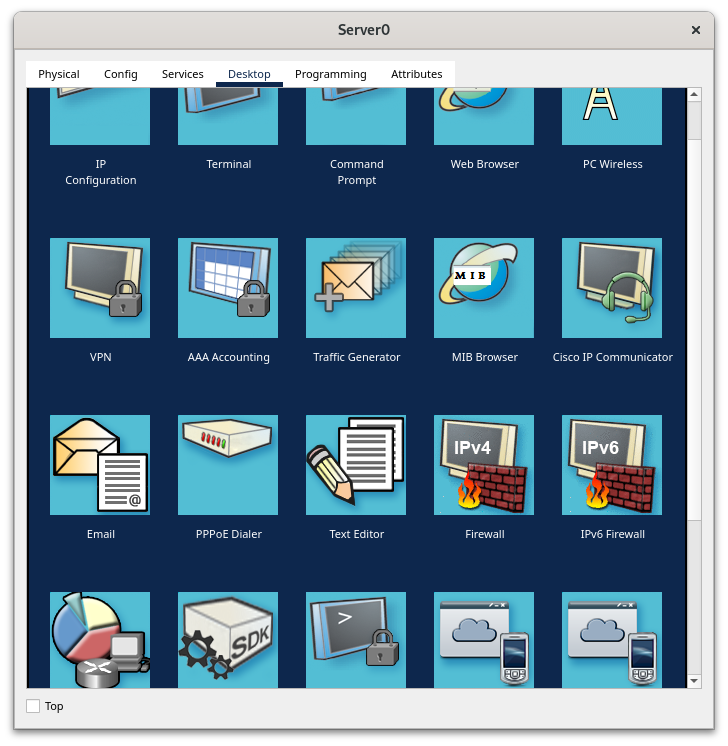 Server0
Physical Config Services Desktop Programming Attributes
IP
Configuration
Terminal
Command
Prompt
Web Browser
PC Wireless
MIB
VPN
AAA Accounting
Traffic Generator
MIB Browser
Cisco IP Communicator
@
IPv4
IPv6
Email
PPPoE Dialer
Text Editor
Firewall
IPv6 Firewall
SDK
>
Top